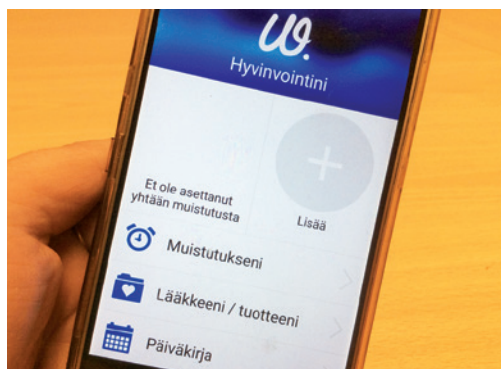 W.
Hyvinvointini
Et ole asettanut
yhtään muistutusta
Lisää
Muistutukseni
Lääkkeeni / tuotteeni
Päiväkirja